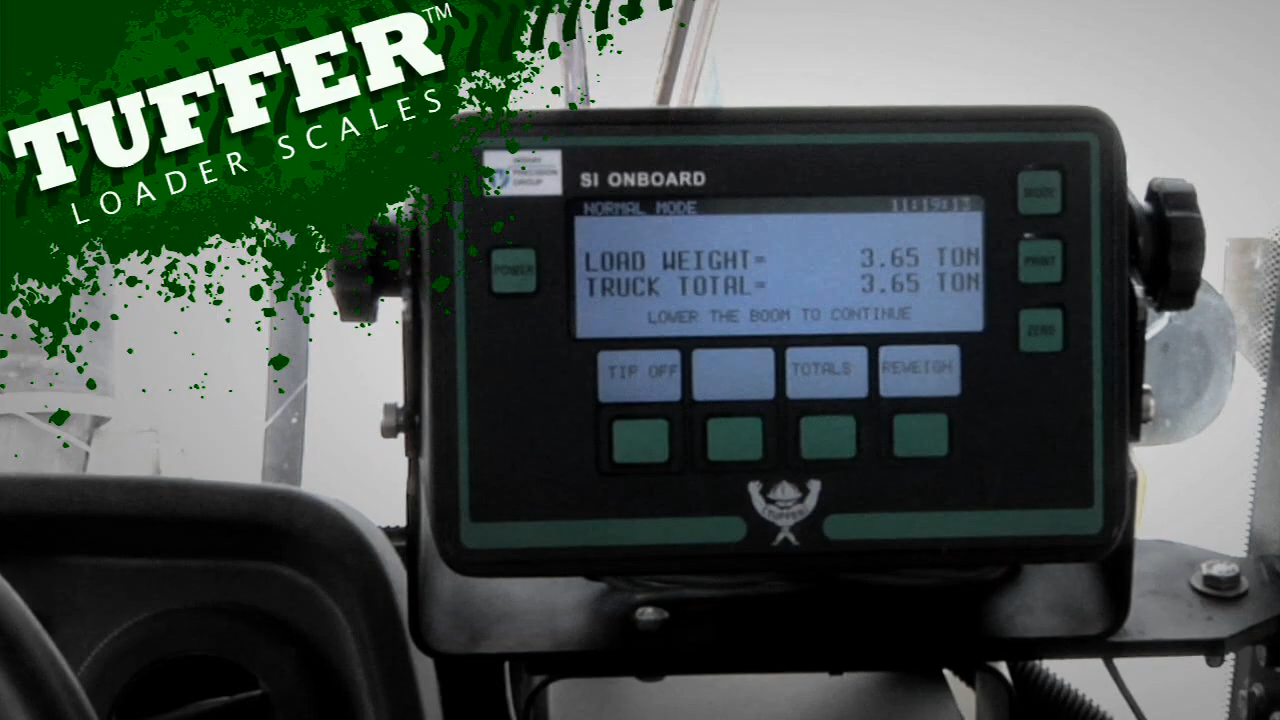 TUFFER™
LOADER SCALES
SI ONBOARD
NORMAL MODE 11:19:13
LOAD WEIGHT= 3.65 TON
TRUCK TOTAL= 3.65 TON
LOWER THE BOOM TO CONTINUE
POWER
MODE
PRINT
ZERO
TIP OFF TOTALS REWEIGH
TUFFER